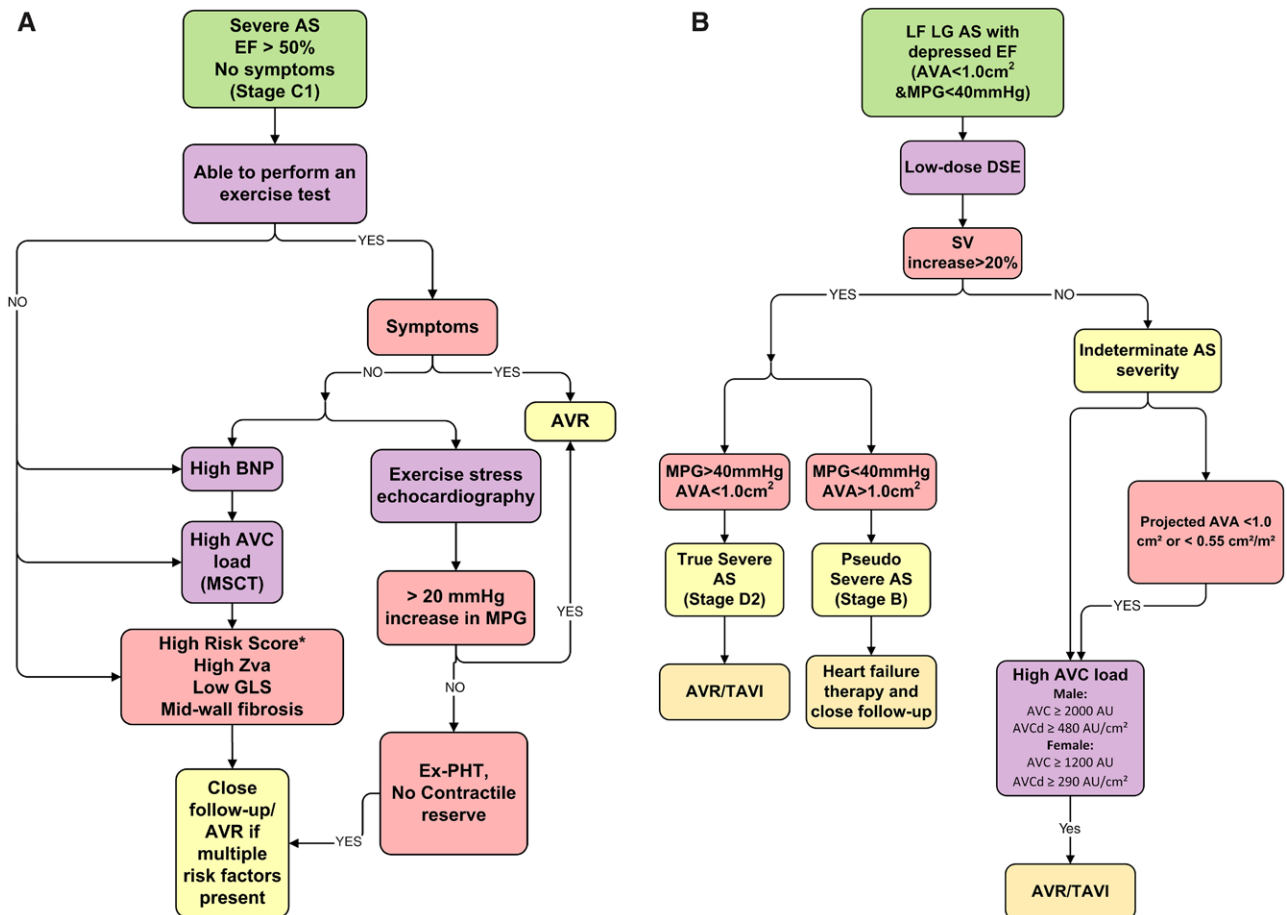 A
Severe AS
EF > 50%
No symptoms
(Stage C1)
Able to perform an
exercise test
YES
NO
Symptoms
NO
YES
AVR
High BNP
Exercise stress
echocardiography
High AVC
load
(MSCT)
> 20 mmHg
increase in MPG
YES
High Risk Score*
High Zva
Low GLS
Mid-wall fibrosis
NO
Ex-PHT,
No Contractile
reserve
YES
Close
follow-up/
AVR if
multiple
risk factors
present
B
LF LG AS with
depressed EF
(AVA<1.0cm²
&MPG<40mmHg)
Low-dose DSE
SV
increase>20%
YES
NO
Indeterminate AS
severity
MPG>40mmHg
AVA<1.0cm²
MPG<40mmHg
AVA>1.0cm²
Projected AVA <1.0
cm² or < 0.55 cm²/m²
True Severe
AS
(Stage D2)
Pseudo
Severe AS
(Stage B)
YES
AVR/TAVI
Heart failure
therapy and
close follow-up
High AVC load
Male:
AVC ≥ 2000 AU
AVCd ≥ 480 AU/cm²
Female:
AVC ≥ 1200 AU
AVCd ≥ 290 AU/cm²
Yes
AVR/TAVI